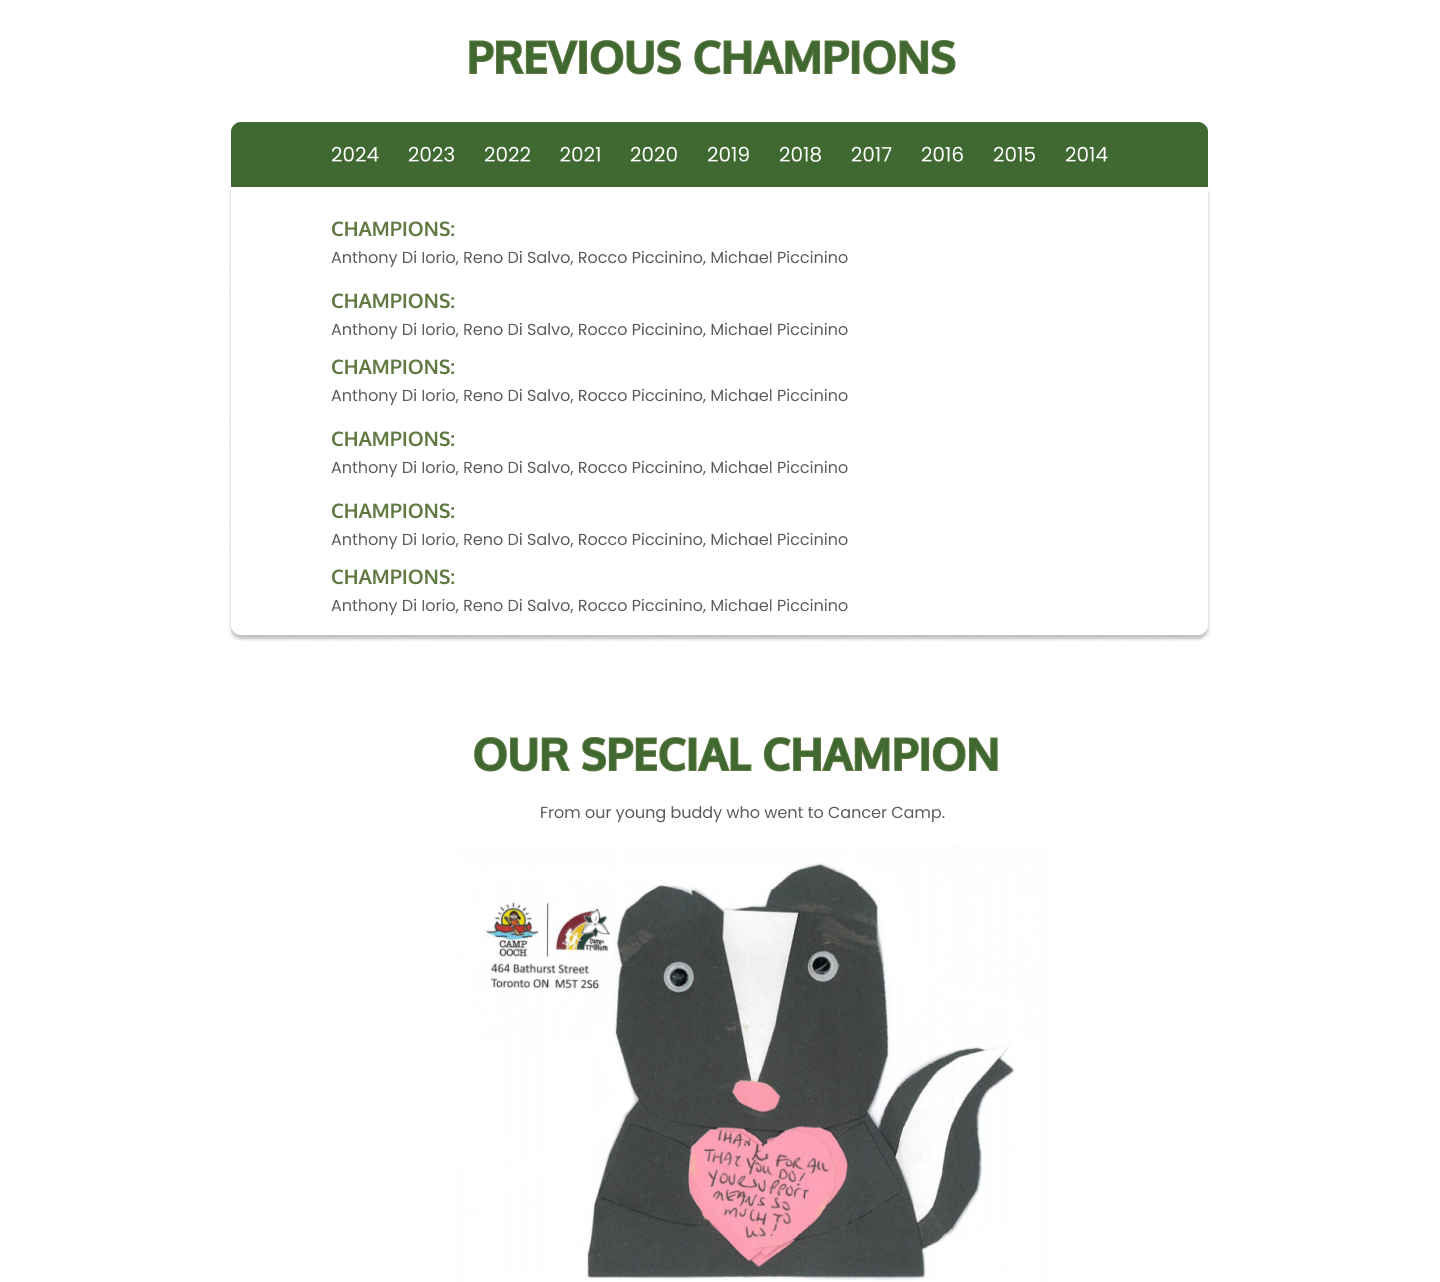 PREVIOUS CHAMPIONS
2024 2023 2022 2021 2020 2019 2018 2017 2016 2015 2014
CHAMPIONS:
Anthony Di Iorio, Reno Di Salvo, Rocco Piccinino, Michael Piccinino
CHAMPIONS:
Anthony Di Iorio, Reno Di Salvo, Rocco Piccinino, Michael Piccinino
CHAMPIONS:
Anthony Di Iorio, Reno Di Salvo, Rocco Piccinino, Michael Piccinino
CHAMPIONS:
Anthony Di Iorio, Reno Di Salvo, Rocco Piccinino, Michael Piccinino
CHAMPIONS:
Anthony Di Iorio, Reno Di Salvo, Rocco Piccinino, Michael Piccinino
CHAMPIONS:
Anthony Di Iorio, Reno Di Salvo, Rocco Piccinino, Michael Piccinino
OUR SPECIAL CHAMPION
From our young buddy who went to Cancer Camp.
CAMP
OOCH
Camp
Trillium
464 Bathurst Street
Toronto ON M5T 2S6
THANKS FOR ALL
THAT YOU DO!
YOUR SUPPORT
MEANS SO
MUCH TO
US!